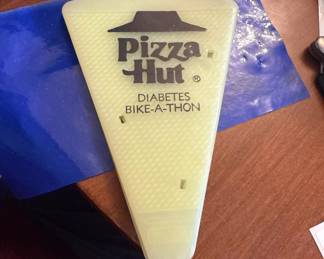 Pizza
Hut ®
DIABETES
BIKE-A-THON